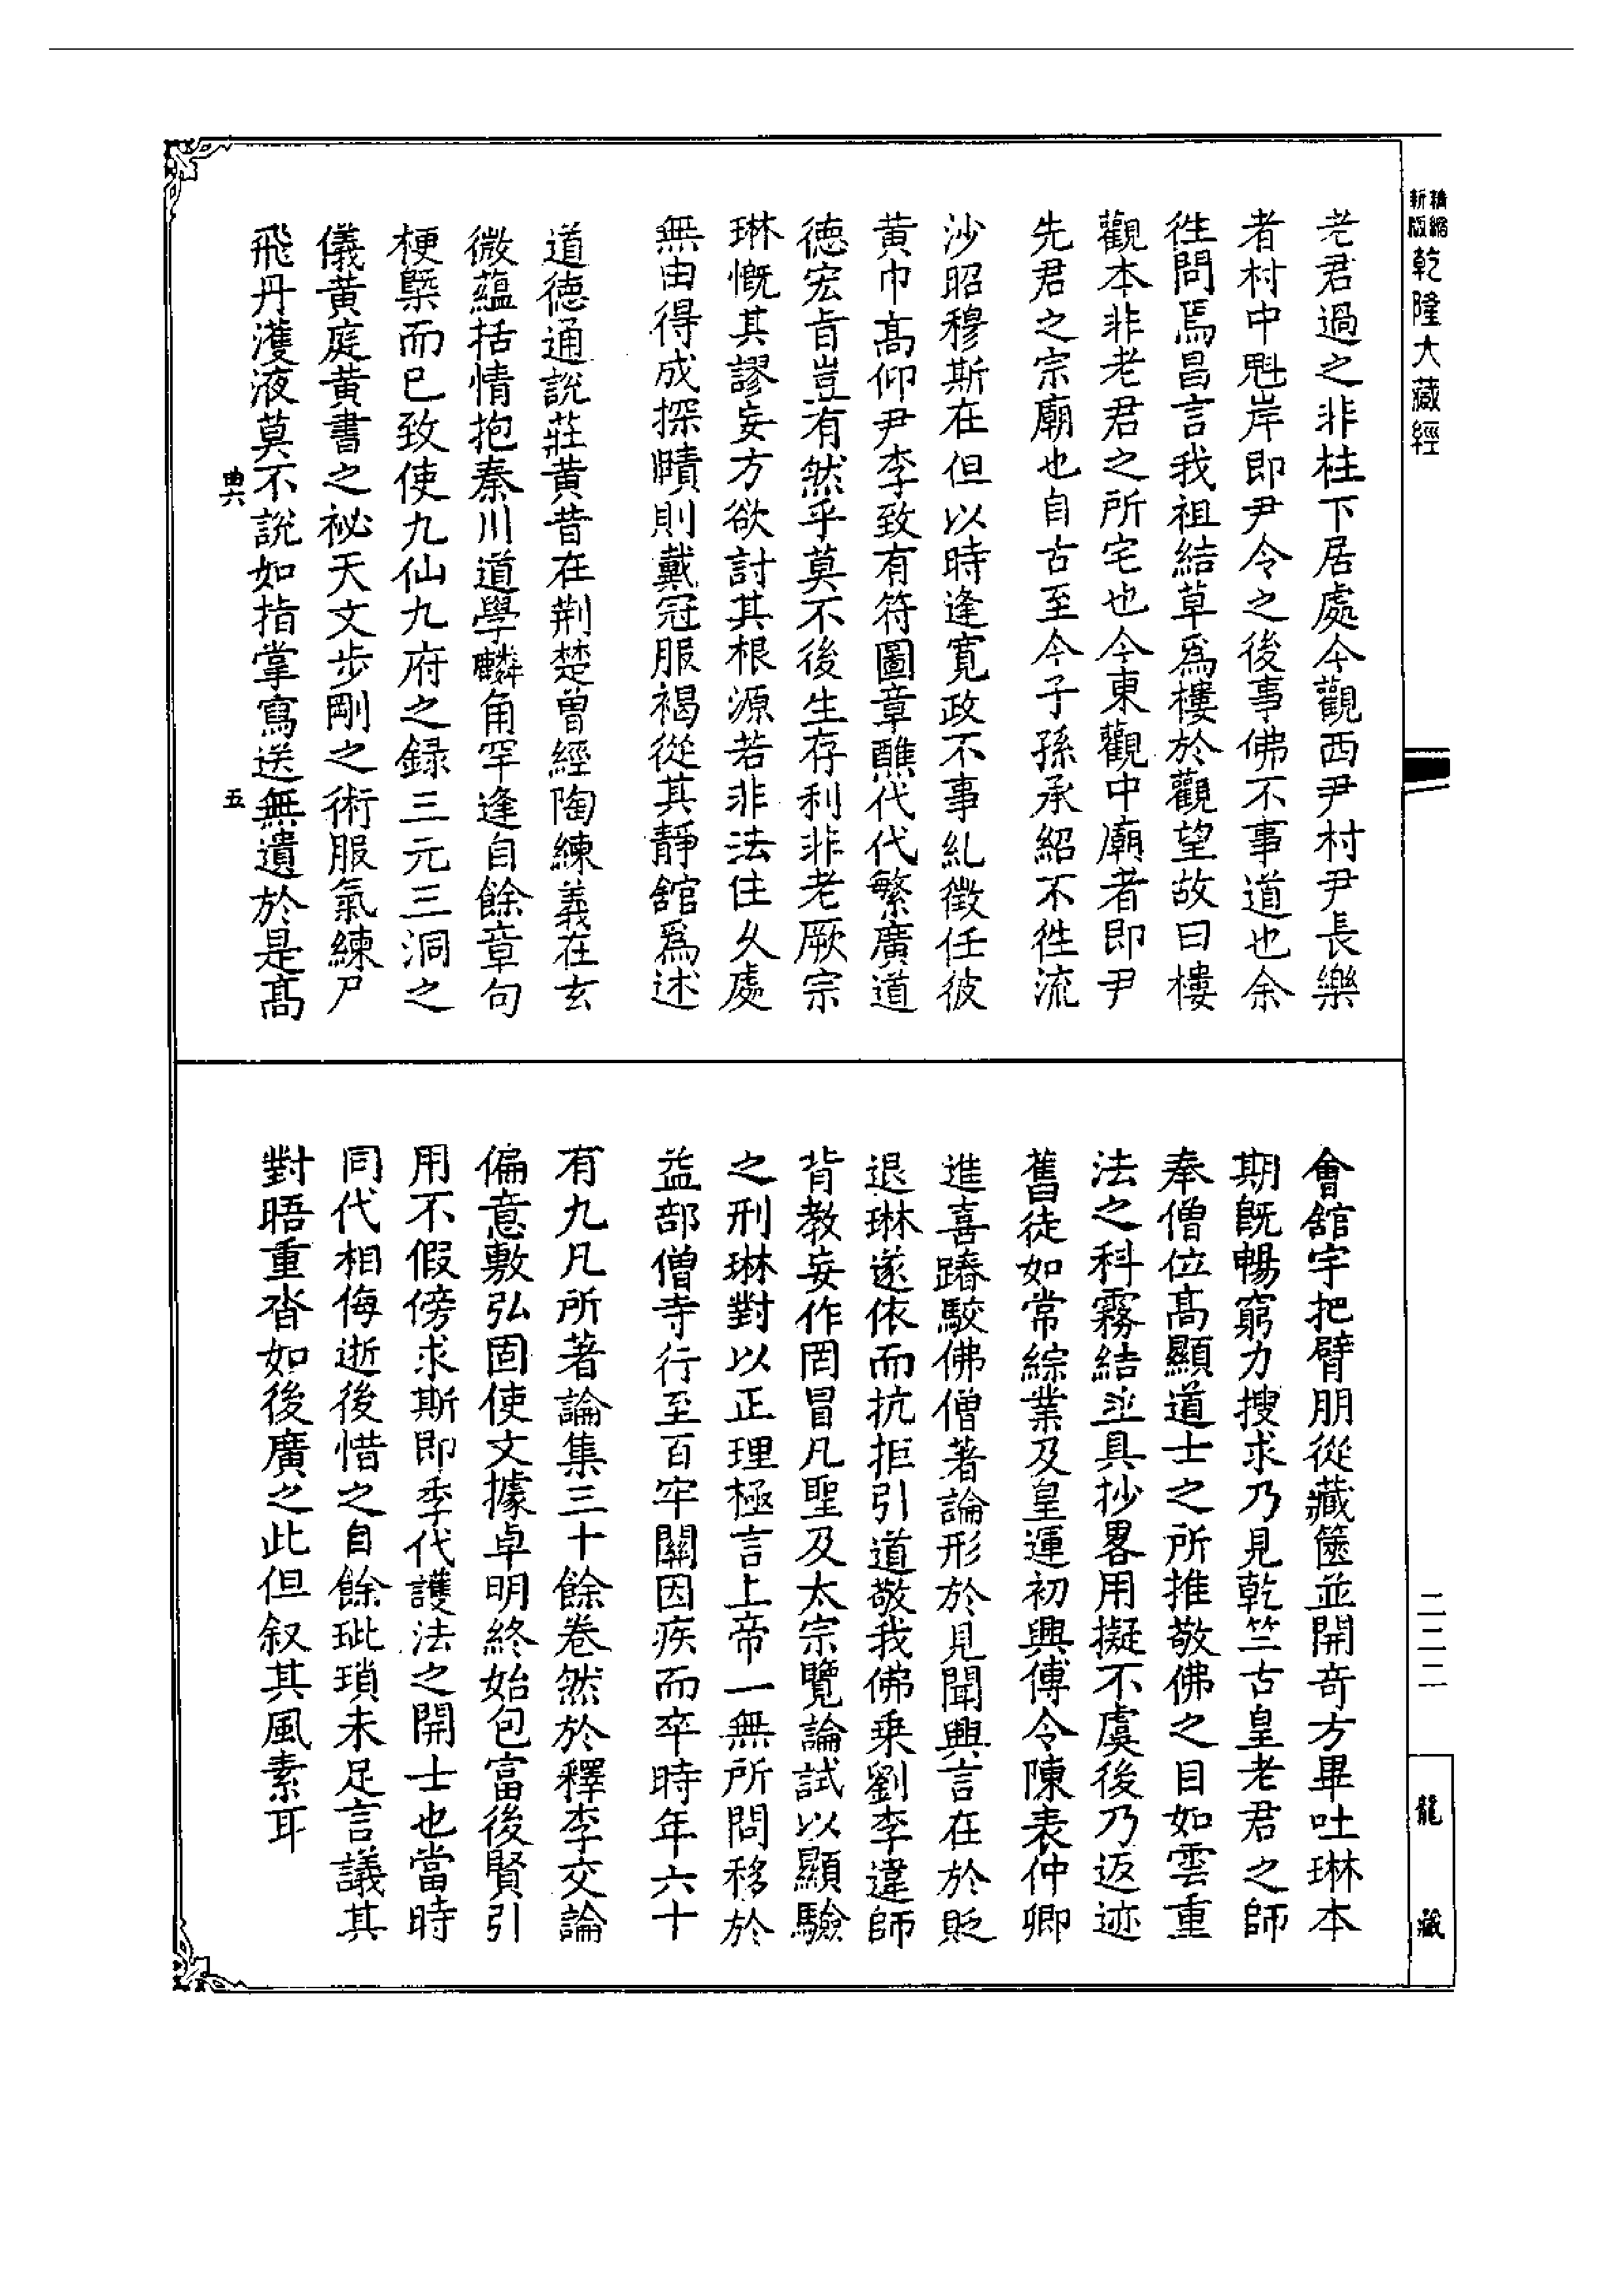 新版
精縮
乾隆大藏經
老君過之非柱下居處今觀西尹村尹長樂
者村中魁岸即尹令之後事佛不事道也余
徃問焉昌言我祖結草爲樓於觀望故曰樓
觀本非老君之所宅也今東觀中廟者即尹
先君之宗廟也自古至今子孫承紹不徃流
沙昭穆斯在但以時逢寛政不事糺徴任彼
黄巾髙仰尹李致有符圖章醮代代繁廣道
德宏旨豈有然乎莫不後生存利非老厥宗
琳慨其謬妄方欲討其根源若非法住久處
無由得成探賾則戴冠服褐從其靜舘爲述
道德通說莊黄昔在荆楚曾經陶練義在玄
微蘊括情抱秦川道學麟角罕逢自餘章句
梗槩而已致使九仙九府之録三元三洞之
儀黄庭黄書之祕天文步剛之術服氣練尸
飛丹濩液莫不說如指掌寫送無遺於是髙
曲六
五
會舘宇把臂朋從藏篋並開奇方畢吐琳本
期旣暢窮力搜求乃見乾竺古皇老君之師
奉僧位髙顯道士之所推敬佛之目如雲重
法之科霧結並具抄畧用擬不虞後乃返迹
舊徒如常綜業及皇運初興傅令陳表仲卿
進喜蹖駮佛僧著論形於見聞興言在於貶
退琳遂依而抗拒引道敬我佛乗劉李違師
背教妄作罔冒凡聖及太宗覽論試以顯驗
之刑琳對以正理極言上帝一無所問移於
益部僧寺行至百牢關因疾而卒時年六十
有九凡所著論集三十餘卷然於釋李交論
偏意敷弘固使文據卓明終始包富後賢引
用不假傍求斯即季代護法之開士也當時
同代相侮逝後惜之自餘玼瑣未足言議其
對晤重沓如後廣之此但叙其風素耳
二二二
龍藏